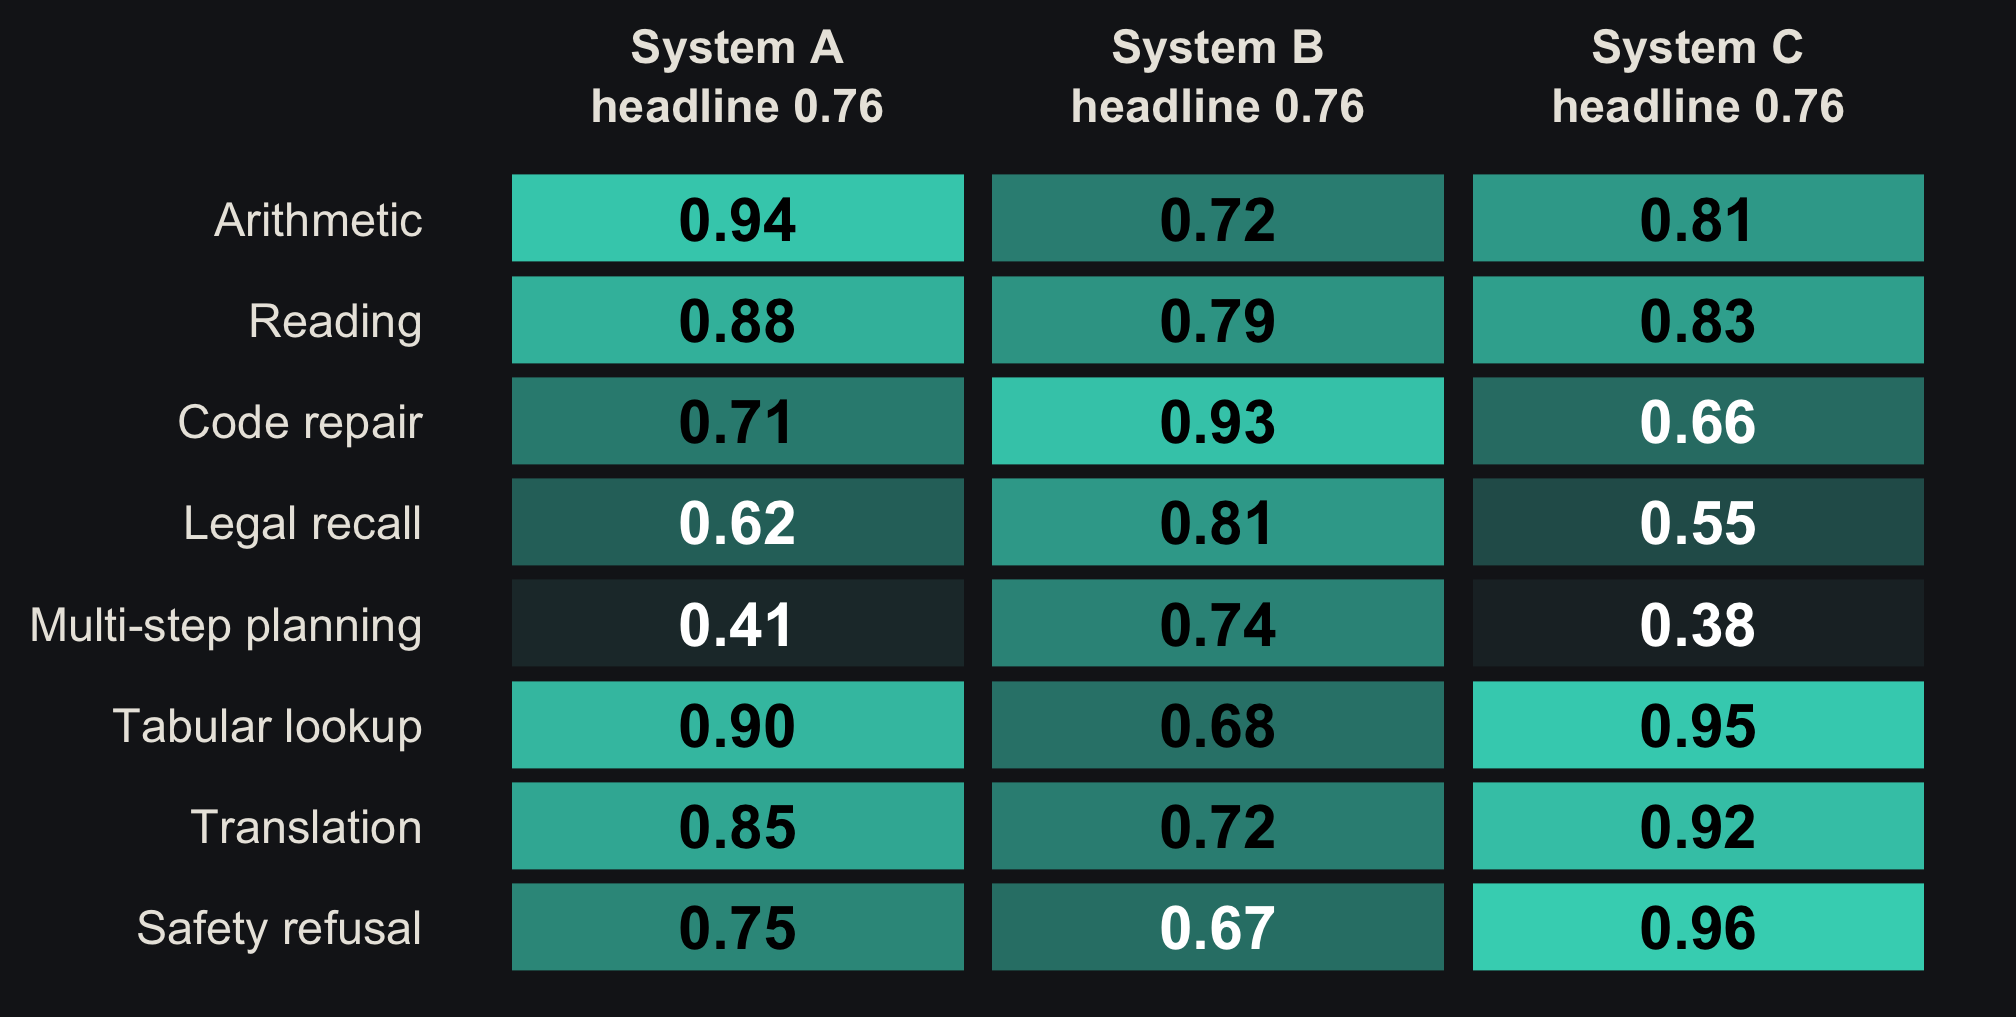 System A System B System C
headline 0.76 headline 0.76 headline 0.76
Arithmetic 0.94 0.72 0.81
Reading 0.88 0.79 0.83
Code repair 0.71 0.93 0.66
Legal recall 0.62 0.81 0.55
Multi-step planning 0.41 0.74 0.38
Tabular lookup 0.90 0.68 0.95
Translation 0.85 0.72 0.92
Safety refusal 0.75 0.67 0.96